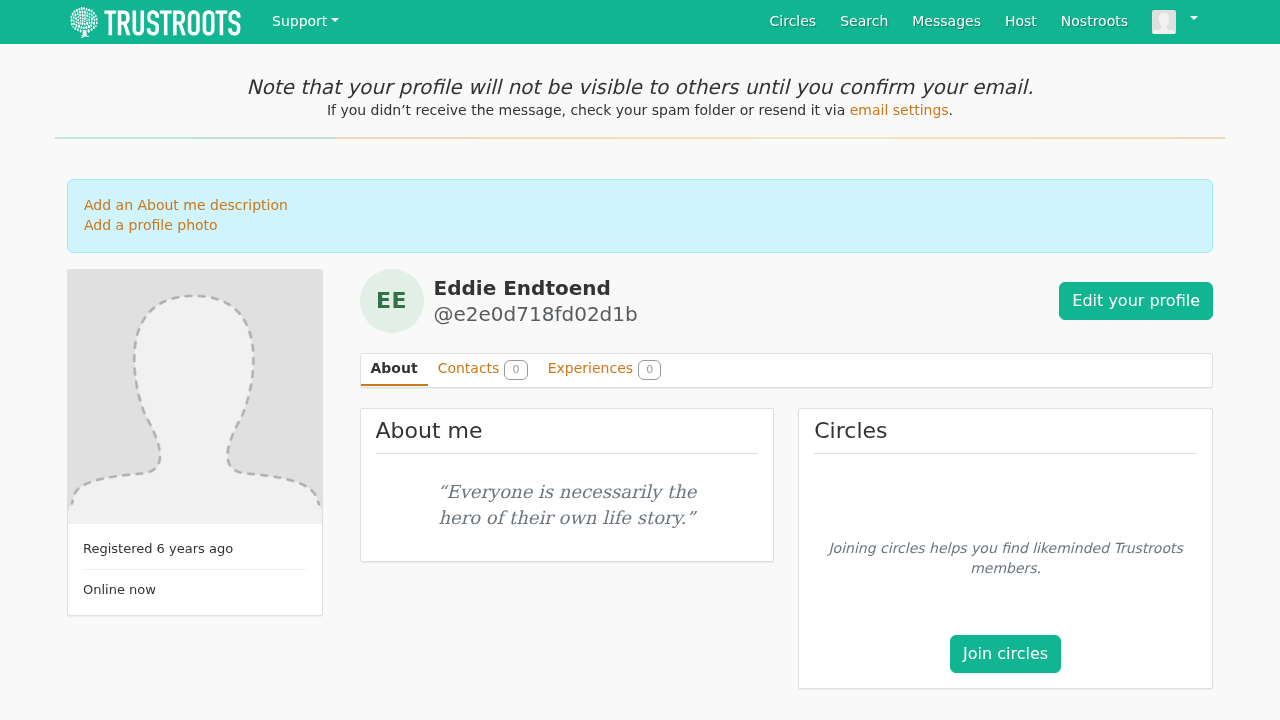 TRUSTROOTS Support Circles Search Messages Host Nostroots
Note that your profile will not be visible to others until you confirm your email.
If you didn’t receive the message, check your spam folder or resend it via email settings.
Add an About me description
Add a profile photo
EE
Eddie Endtoend
@e2e0d718fd02d1b
Edit your profile
About Contacts 0 Experiences 0
About me
“Everyone is necessarily the
hero of their own life story.”
Circles
Joining circles helps you find likeminded Trustroots
members.
Join circles
Registered 6 years ago
Online now